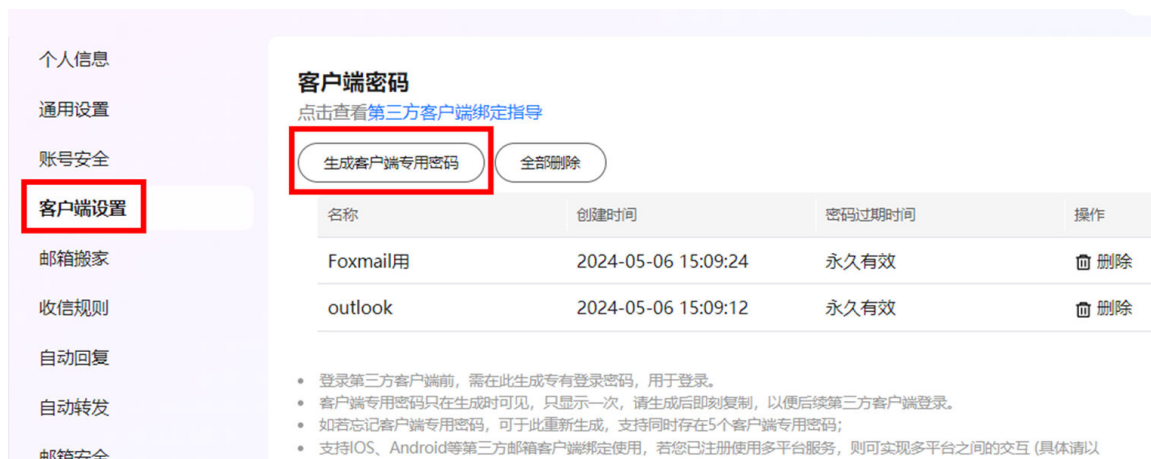 个人信息
通用设置
账号安全
客户端设置
邮箱搬家
收信规则
自动回复
自动转发
邮箱安全
客户端密码
点击查看第三方客户端绑定指导
生成客户端专用密码 全部删除
名称 创建时间 密码过期时间 操作
Foxmail用 2024-05-06 15:09:24 永久有效 删除
outlook 2024-05-06 15:09:12 永久有效 删除
登录第三方客户端前，需在此生成专有登录密码，用于登录。
客户端专用密码只在生成时可见，只显示一次，请生成后即刻复制，以便后续第三方客户端登录。
如若忘记客户端专用密码，可于此重新生成，支持同时存在5个客户端专用密码；
支持IOS、Android等第三方邮箱客户端绑定使用，若您已注册使用多平台服务，则可实现多平台之间的交互 (具体请以